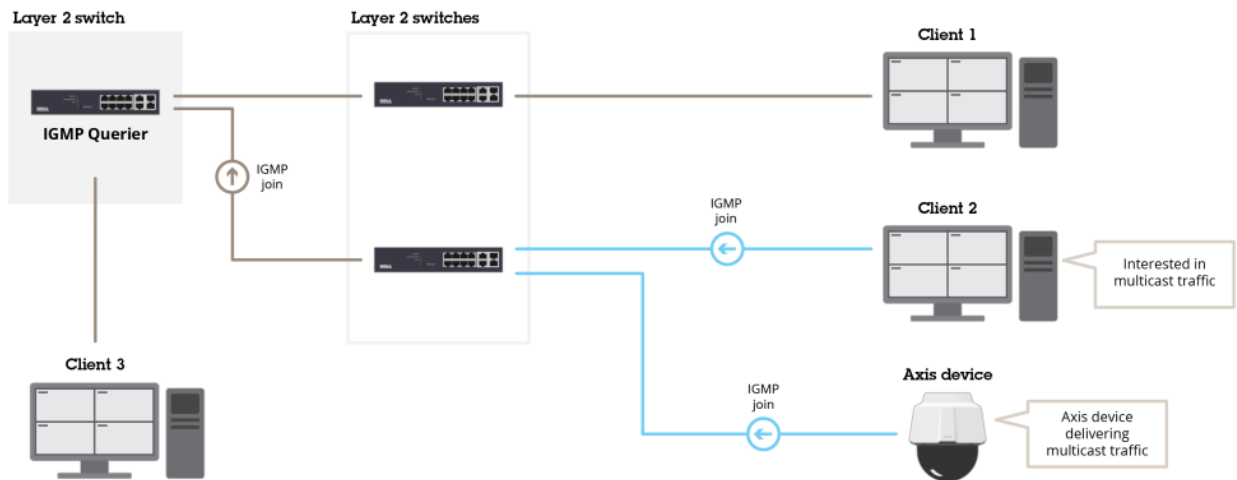 Layer 2 switch
Layer 2 switches
Client 1
IGMP Querier
IGMP
join
IGMP
join
Client 2
Interested in
multicast traffic
Client 3
IGMP
join
Axis device
Axis device
delivering
multicast traffic